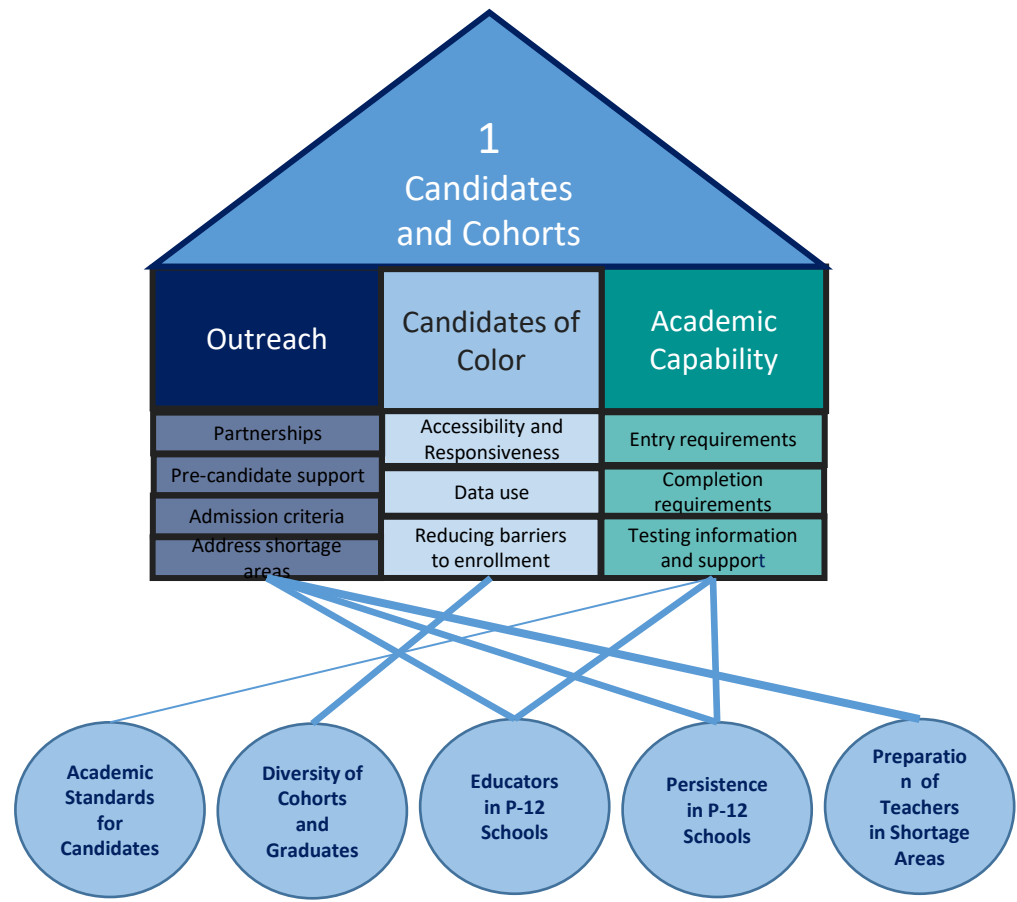 1
Candidates
and Cohorts
Outreach
Candidates of
Color
Academic
Capability
Partnerships
Pre-candidate support
Admission criteria
Address shortage
areas
Accessibility and
Responsiveness
Data use
Reducing barriers
to enrollment
Entry requirements
Completion
requirements
Testing information
and support
Academic
Standards
for
Candidates
Diversity of
Cohorts
and
Graduates
Educators
in P-12
Schools
Persistence
in P-12
Schools
Preparatio
n of
Teachers
in Shortage
Areas